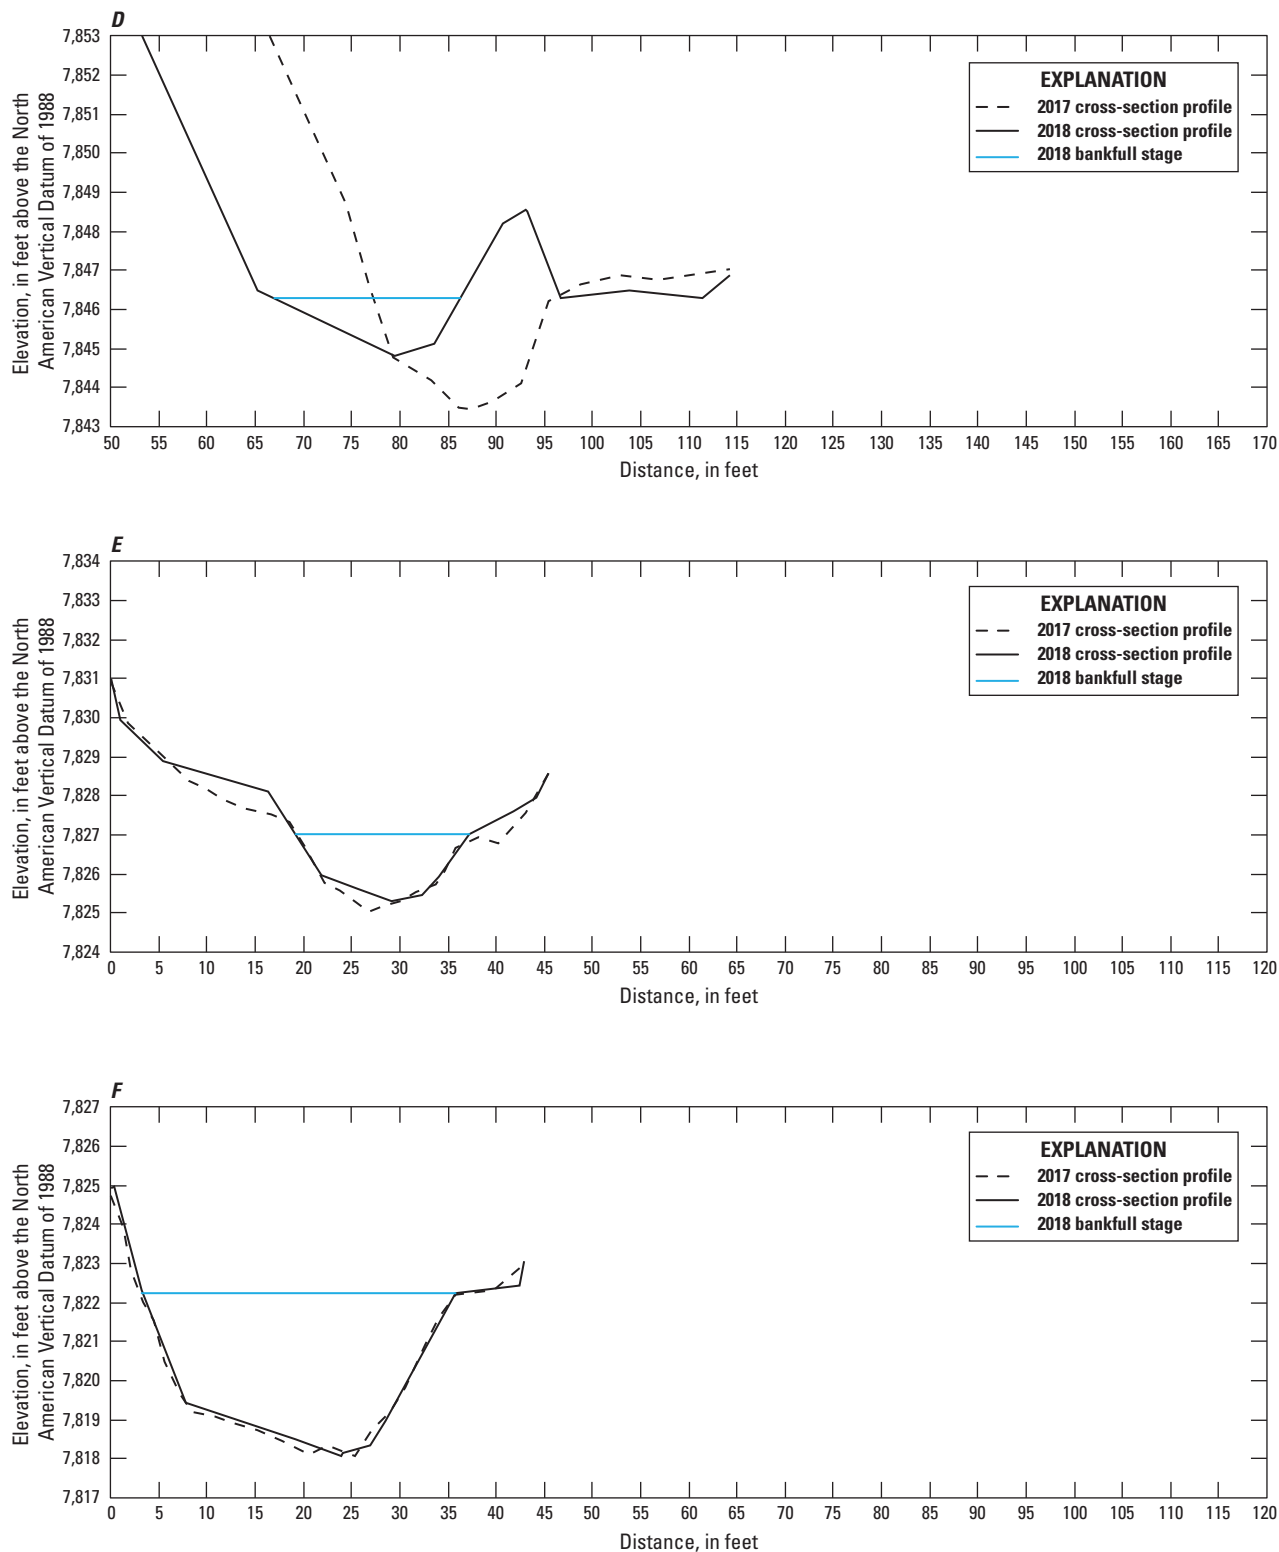 D
7,853
7,852
7,851
7,850
7,849
7,848
7,847
7,846
7,845
7,844
7,843
Elevation, in feet above the North
American Vertical Datum of 1988
EXPLANATION
2017 cross-section profile
2018 cross-section profile
2018 bankfull stage
50 55 60 65 70 75 80 85 90 95 100 105 110 115 120 125 130 135 140 145 150 155 160 165 170
Distance, in feet
E
7,834
7,833
7,832
7,831
7,830
7,829
7,828
7,827
7,826
7,825
7,824
Elevation, in feet above the North
American Vertical Datum of 1988
EXPLANATION
2017 cross-section profile
2018 cross-section profile
2018 bankfull stage
0 5 10 15 20 25 30 35 40 45 50 55 60 65 70 75 80 85 90 95 100 105 110 115 120
Distance, in feet
F
7,827
7,826
7,825
7,824
7,823
7,822
7,821
7,820
7,819
7,818
7,817
Elevation, in feet above the North
American Vertical Datum of 1988
EXPLANATION
2017 cross-section profile
2018 cross-section profile
2018 bankfull stage
0 5 10 15 20 25 30 35 40 45 50 55 60 65 70 75 80 85 90 95 100 105 110 115 120
Distance, in feet